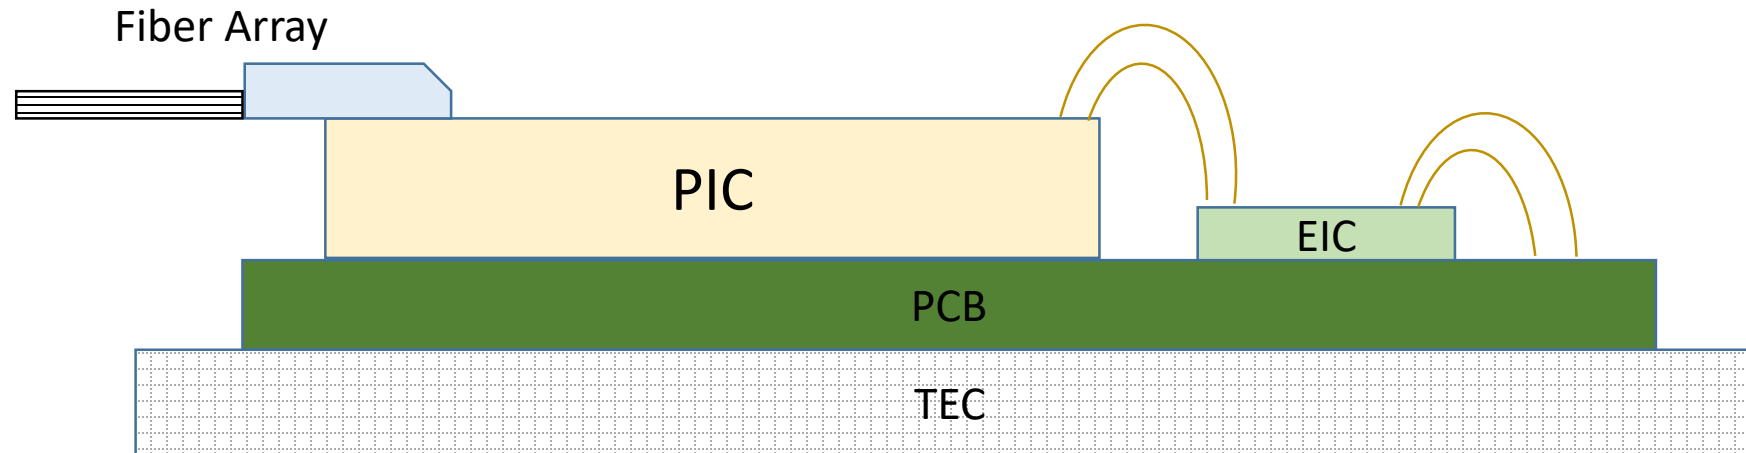 Fiber Array
PIC
EIC
PCB
TEC